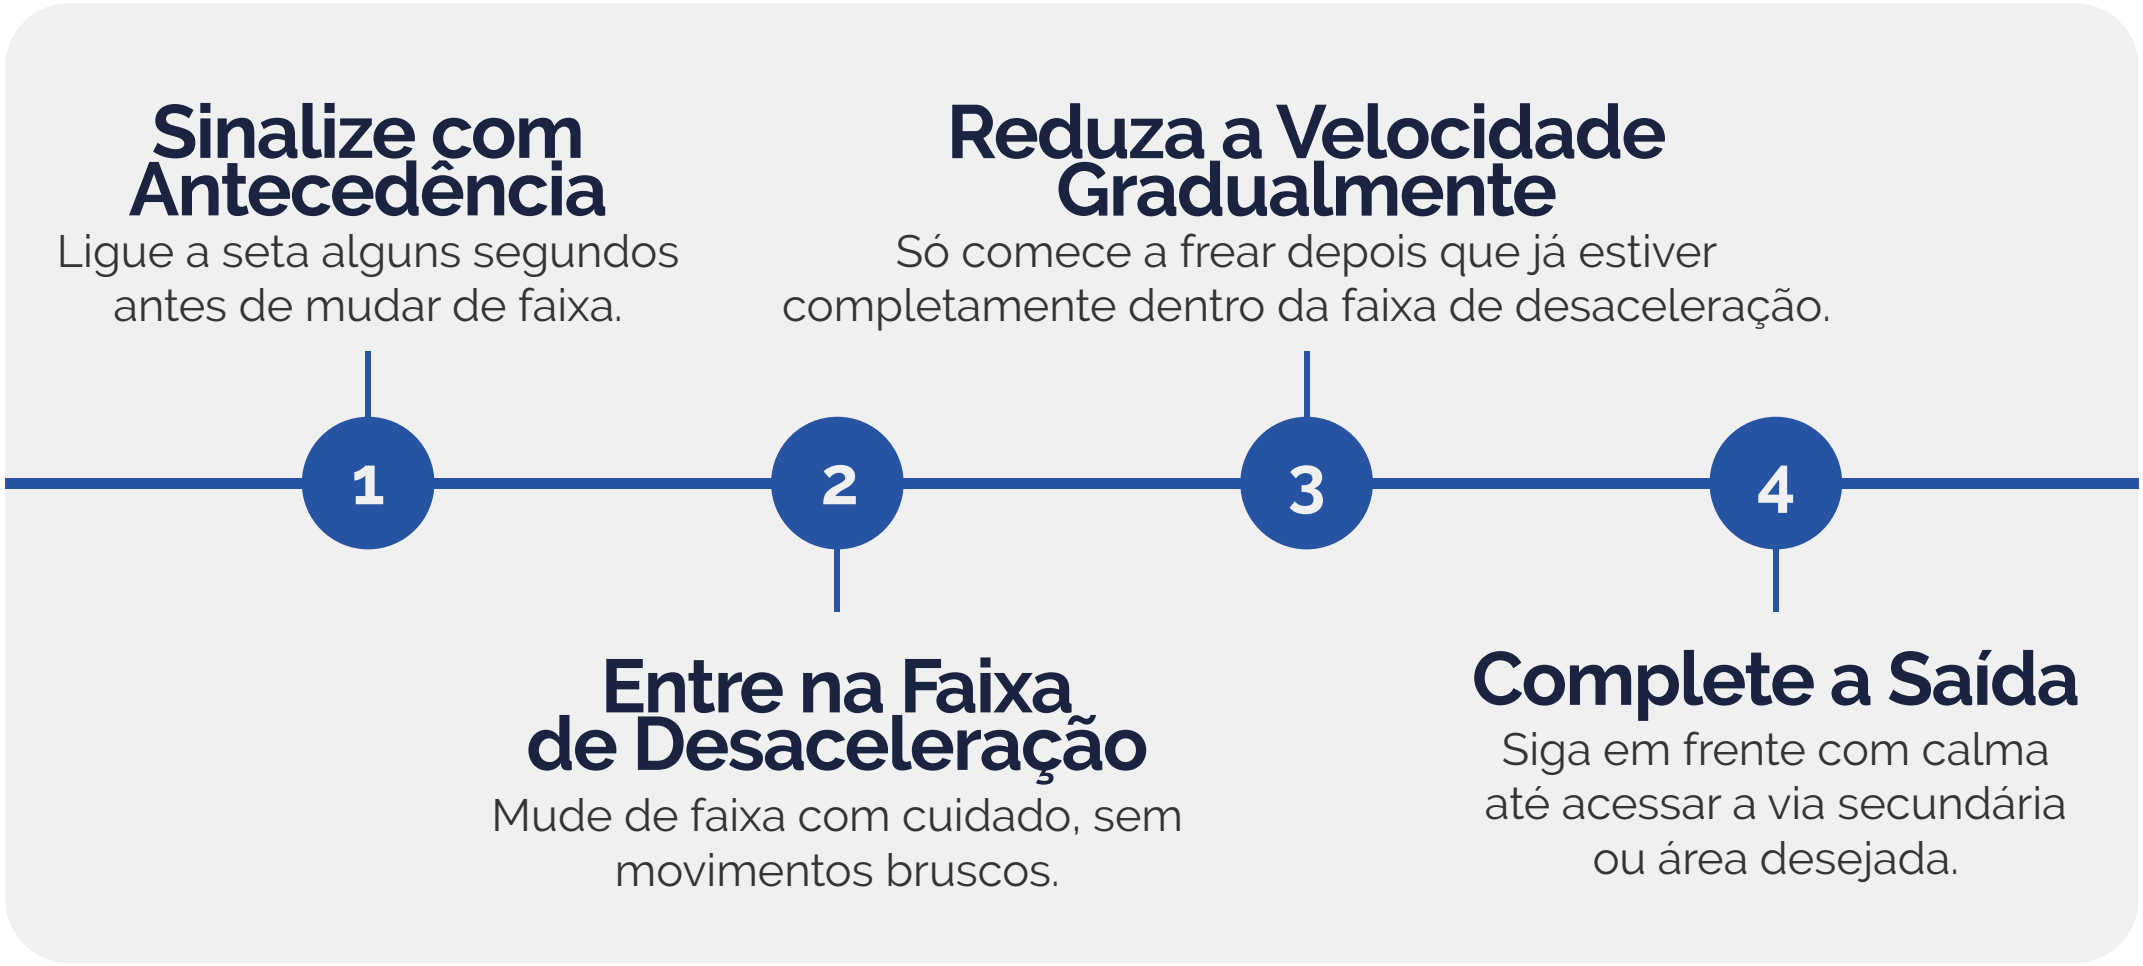 Sinalize com
Antecedência
Ligue a seta alguns segundos
antes de mudar de faixa.
1
2
Entre na Faixa
de Desaceleração
Mude de faixa com cuidado, sem
movimentos bruscos.
Reduza a Velocidade
Gradualmente
Só comece a frear depois que já estiver
completamente dentro da faixa de desaceleração.
3
4
Complete a Saída
Siga em frente com calma
até acessar a via secundária
ou área desejada.